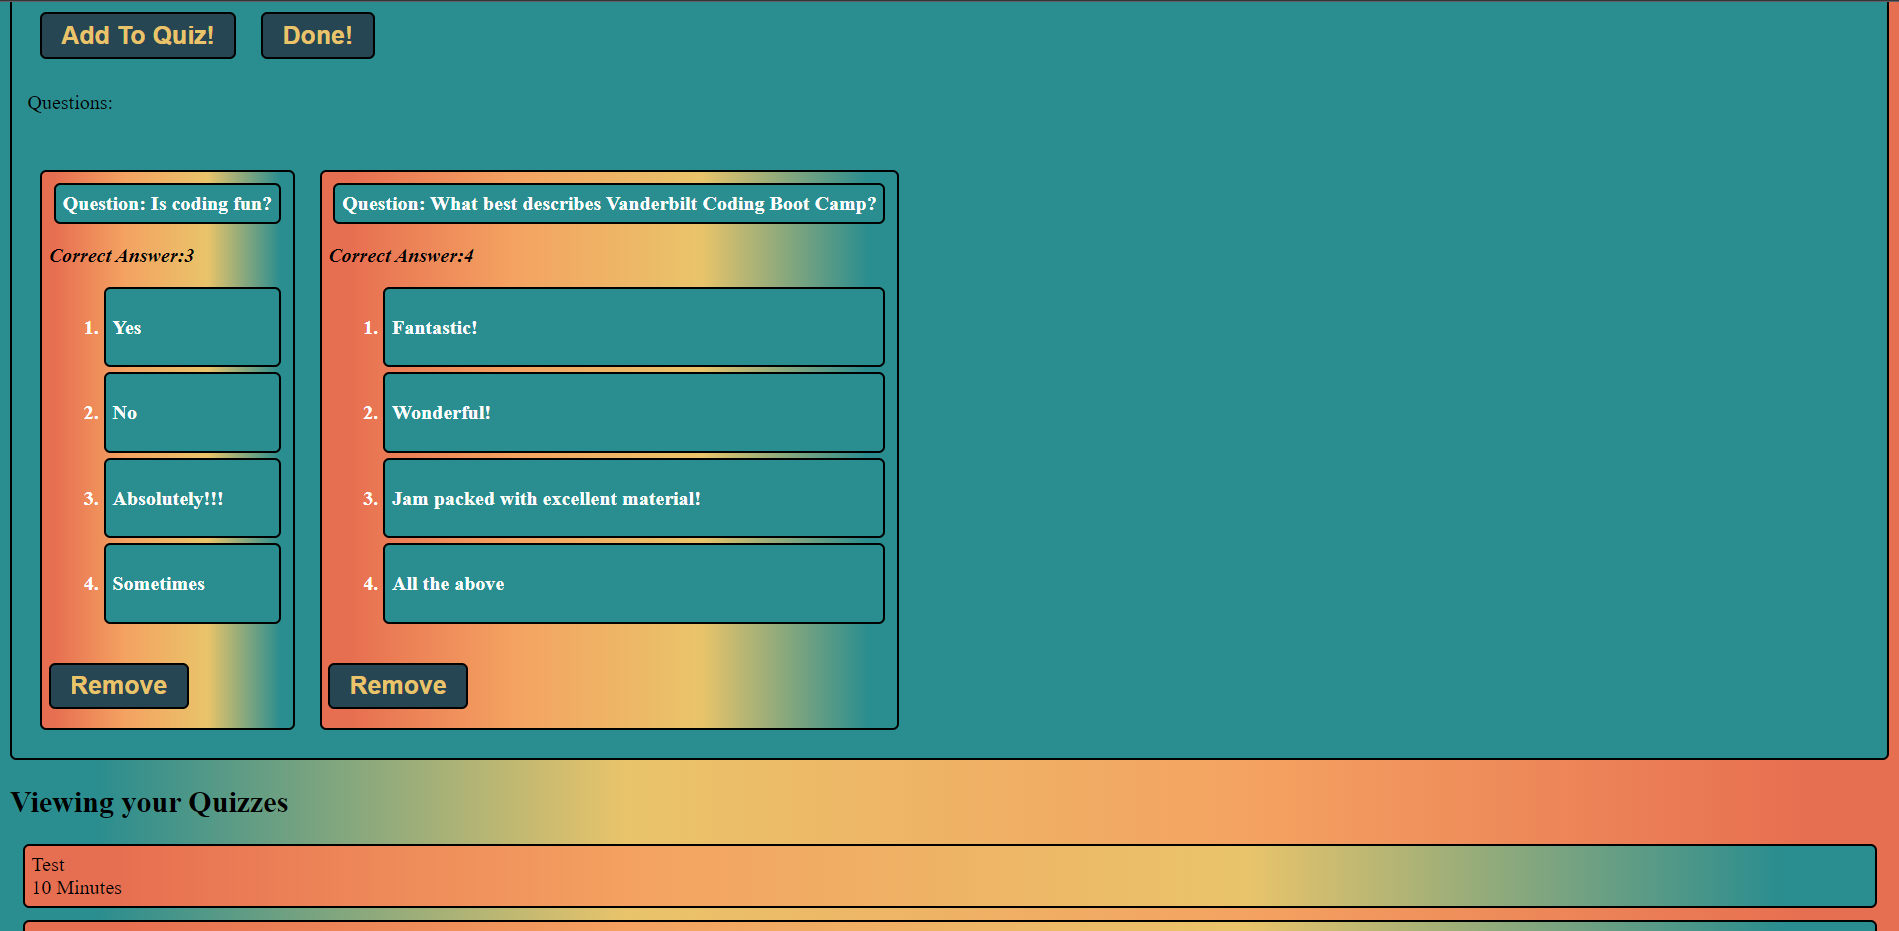 Add To Quiz! Done!
Questions:
Question: Is coding fun?
Correct Answer:3
1. Yes
2. No
3. Absolutely!!!
4. Sometimes
Remove
Question: What best describes Vanderbilt Coding Boot Camp?
Correct Answer:4
1. Fantastic!
2. Wonderful!
3. Jam packed with excellent material!
4. All the above
Remove
Viewing your Quizzes
Test
10 Minutes